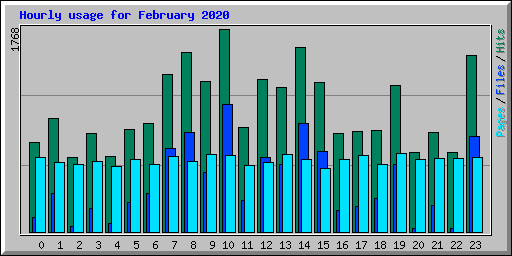 Hourly usage for February 2020
1768
Pages/Files/Hits
0 1 2 3 4 5 6 7 8 9 10 11 12 13 14 15 16 17 18 19 20 21 22 23